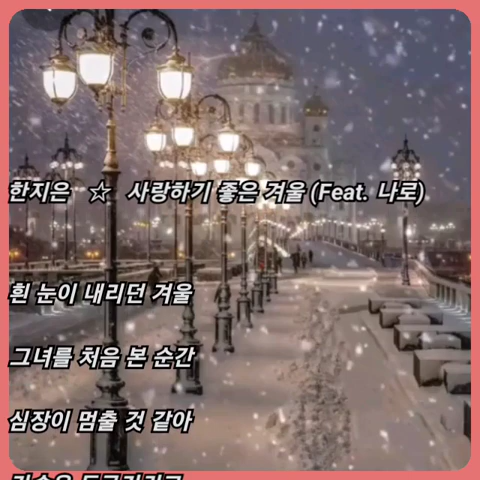 한지은 ☆ 사랑하기 좋은 겨울 (Feat. 나로)
흰 눈이 내리던 겨울
그녀를 처음 본 순간
심장이 멈출 것 같아